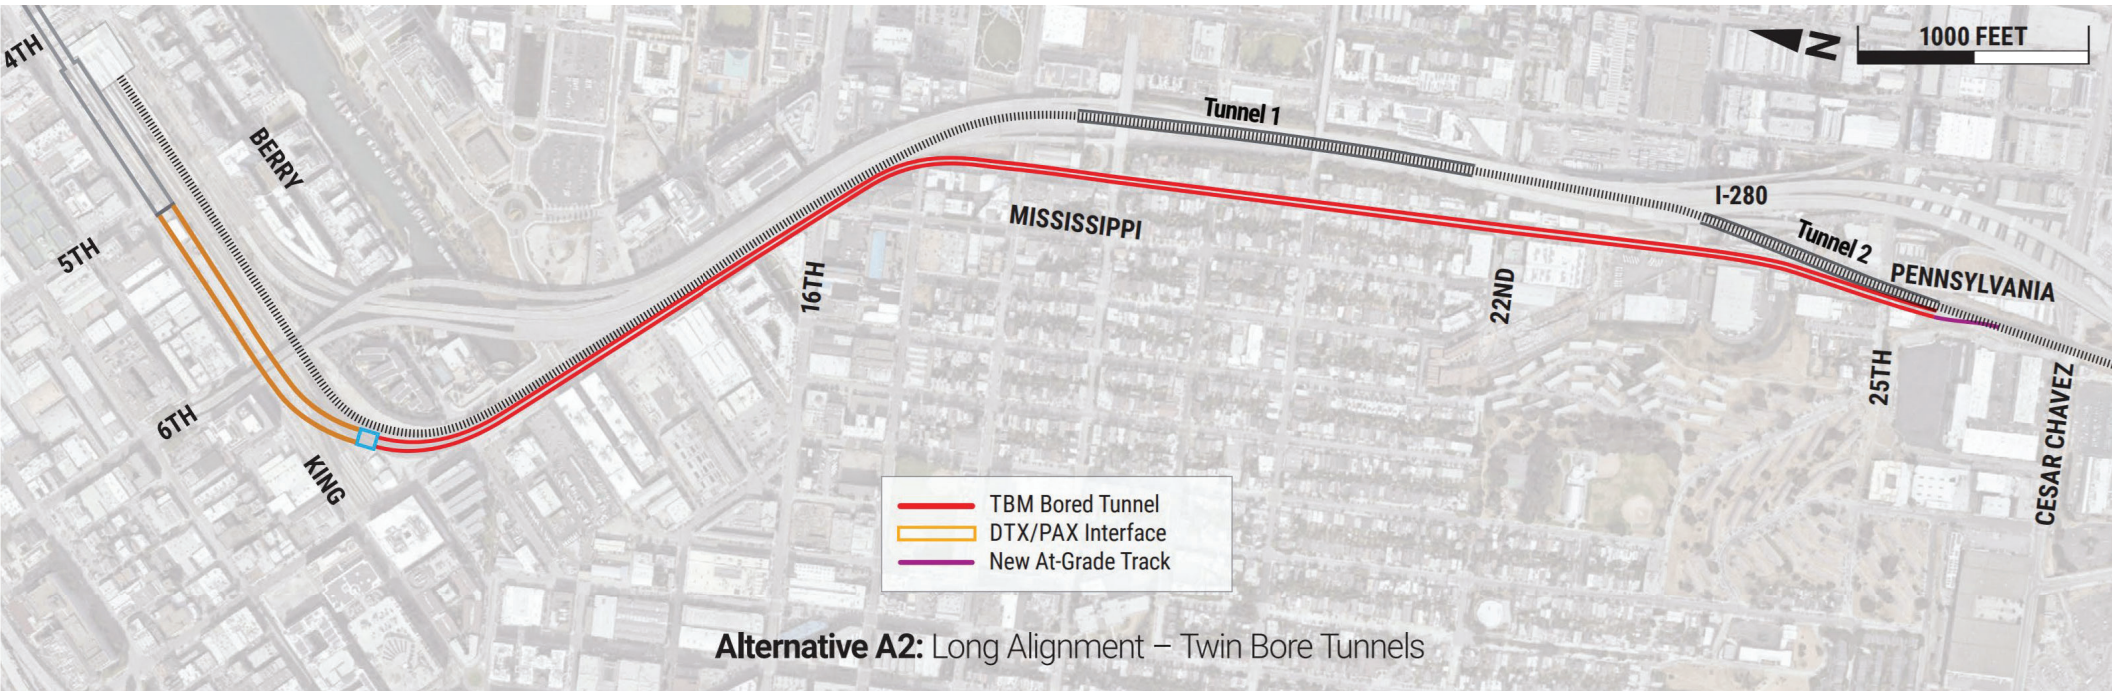 4TH
N
1000 FEET
BERRY
Tunnel 1
I-280
MISSISSIPPI
Tunnel 2
5TH
16TH
22ND
PENNSYLVANIA
25TH
6TH
KING
CESAR CHAVEZ
TBM Bored Tunnel
DTX/PAX Interface
New At-Grade Track
Alternative A2: Long Alignment – Twin Bore Tunnels